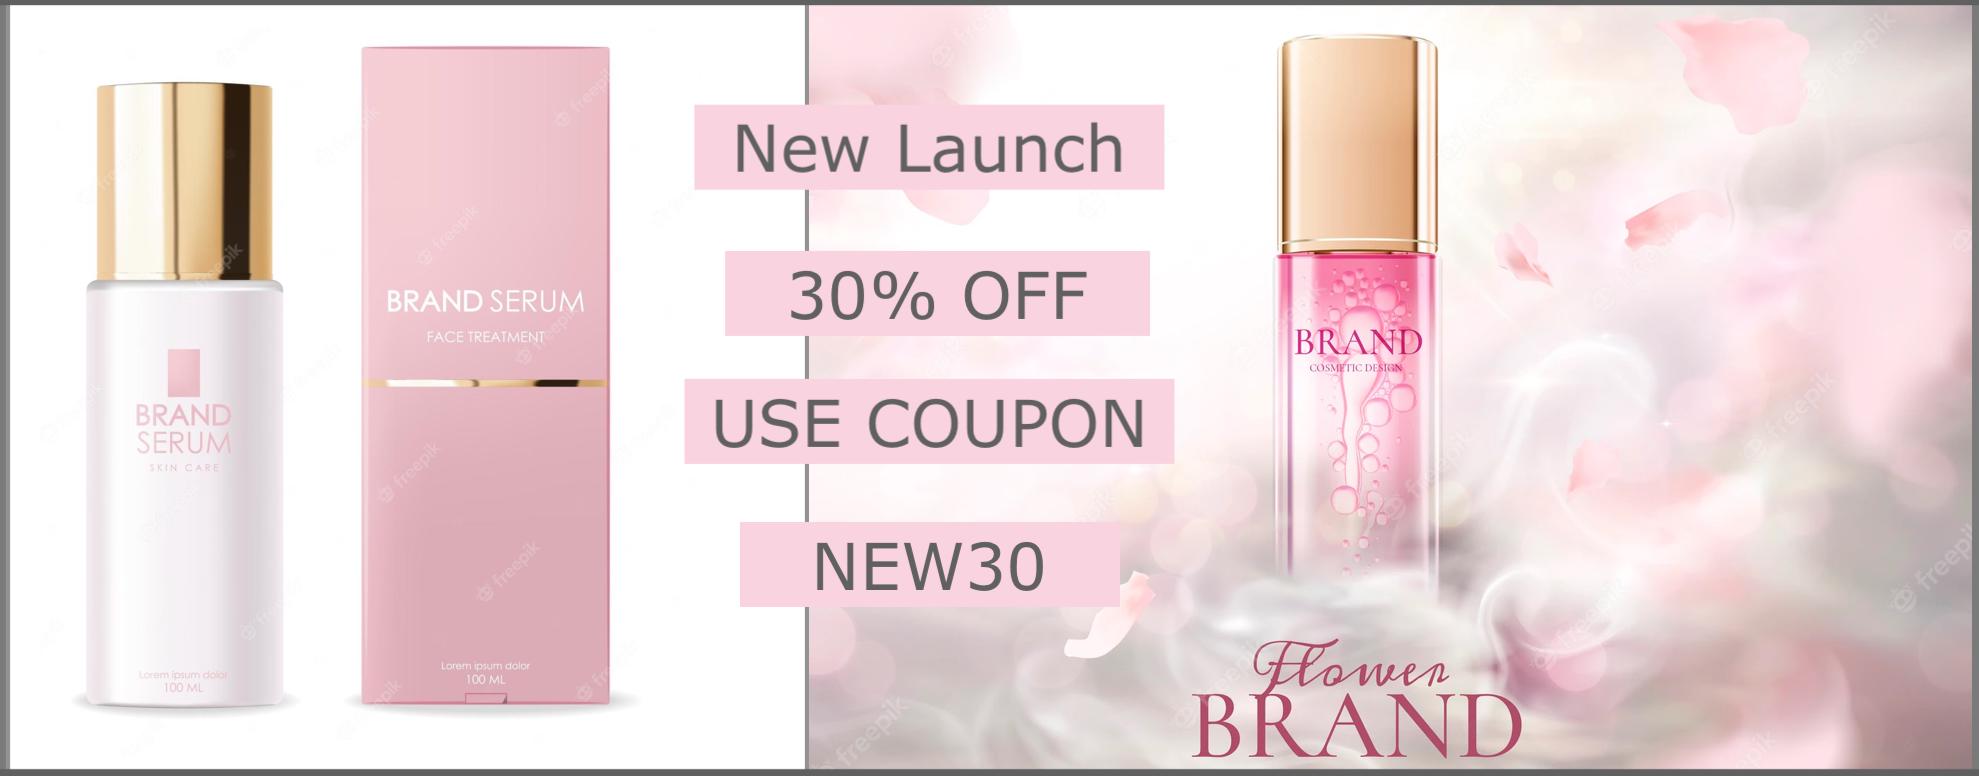 BRAND
SERUM
SKIN CARE
Lorem ipsum dolor
100 ML
BRAND SERUM
FACE TREATMENT
Lorem ipsum dolor
100 ML
New Launch
30% OFF
USE COUPON
NEW30
BRAND
COSMETIC DESIGN
Flower
BRAND
freepik